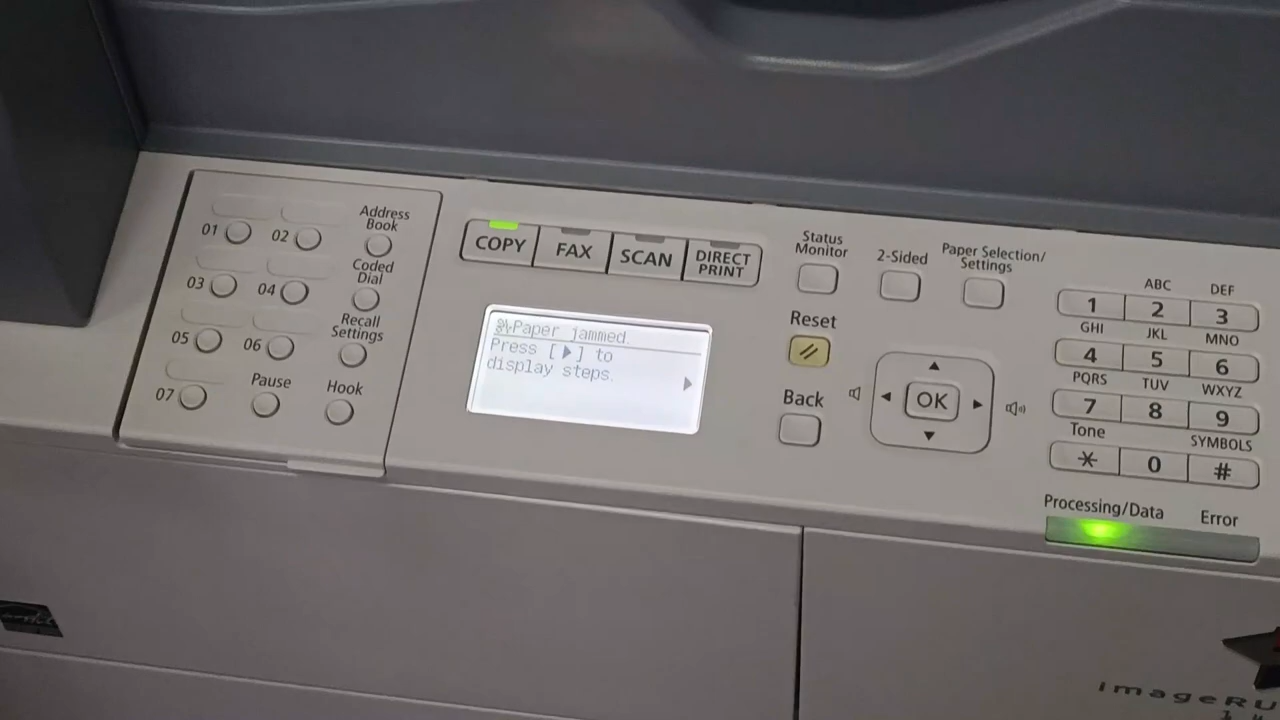 01
02
Address
Book
03
04
Coded
Dial
05
06
Recall
Settings
07
Pause
Hook
COPY
FAX
SCAN
DIRECT
PRINT
Paper jammed.
Press [▶] to
display steps.
Status
Monitor
2-Sided
Paper Selection/
Settings
Reset
Back
OK
ABC
DEF
1
2
3
GHI
JKL
MNO
4
5
6
PQRS
TUV
WXYZ
7
8
9
Tone
SYMBOLS
0
#
Processing/Data
Error
imageRU